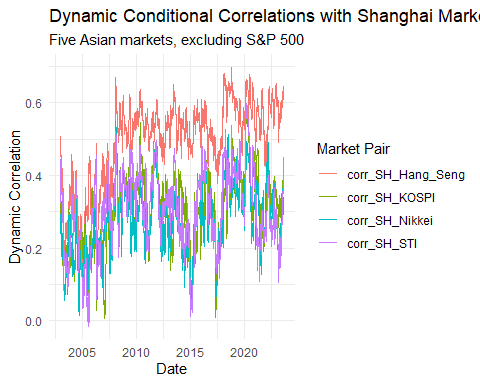 Dynamic Conditional Correlations with Shanghai Marke
Five Asian markets, excluding S&P 500
0.6
0.4
0.2
0.0
Dynamic Correlation
2005
2010
2015
2020
Date
Market Pair
corr_SH_Hang_Seng
corr_SH_KOSPI
corr_SH_Nikkei
corr_SH_STI